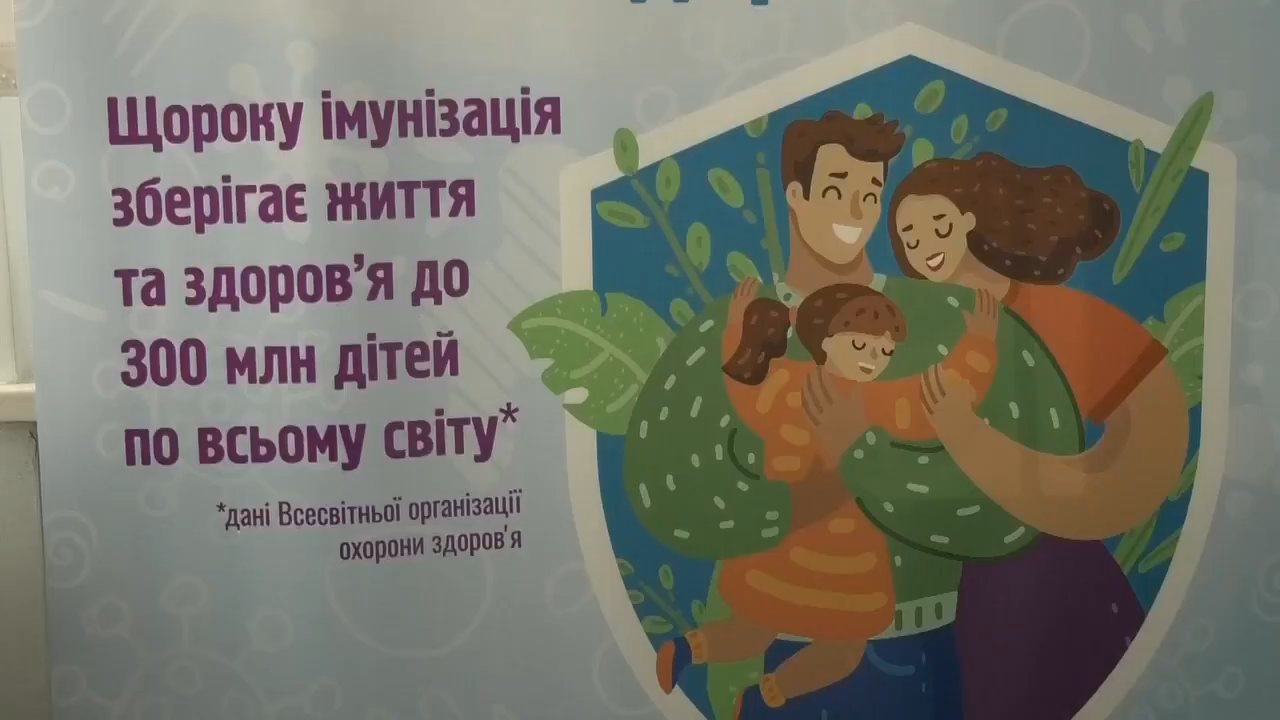 Щороку імунізація
зберігає життя
та здоров’я до
300 млн дітей
по всьому світу*
*дані Всесвітньої організації
охорони здоров'я